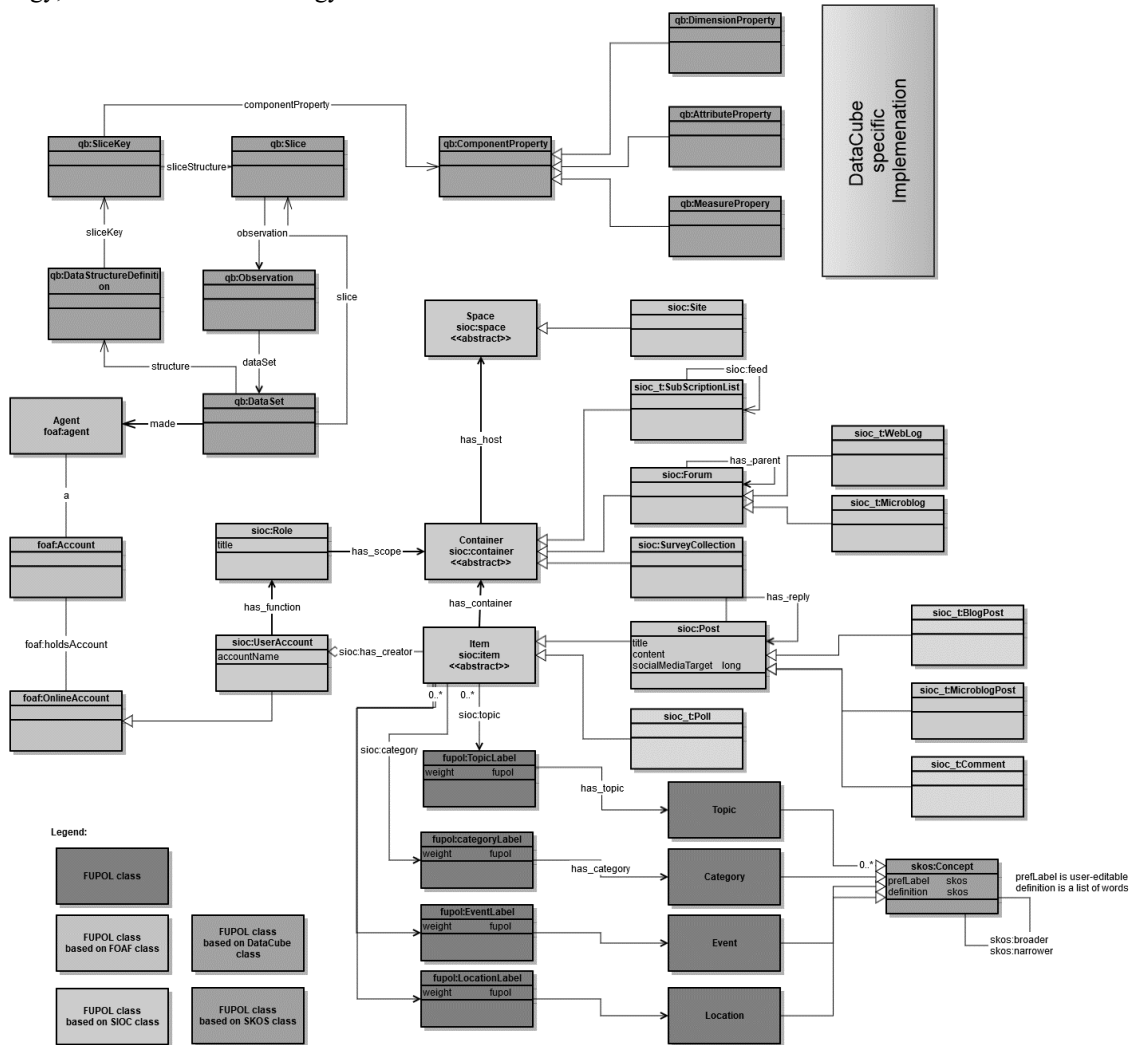 qb:DimensionProperty
DataCube
specific
Implemenation
componentProperty
qb:AttributeProperty
qb:SliceKey
qb:Slice
qb:ComponentProperty
sliceStructure
qb:MeasurePropery
sliceKey
observation
qb:DataStructureDefiniti
on
qb:Observation
slice
Space
sioc:space
<<abstract>>
sioc:Site
structure
dataSet
sioc:feed
sioc_t:SubScriptionList
qb:DataSet
Agent
foaf:agent
made
has_host
sioc_t:WebLog
has_parent
sioc:Forum
a
sioc_t:Microblog
sioc:Role
title
has_scope
Container
sioc:container
<<abstract>>
foaf:Account
sioc:SurveyCollection
has_function
has_container
has_reply
sioc_t:BlogPost
sioc:UserAccount
accountName
sioc:has_creator
Item
sioc:item
<<abstract>>
sioc:Post
title
content
socialMediaTarget long
foaf:holdsAccount
foaf:OnlineAccount
0..*
0..*
sioc:topic
sioc_t:MicroblogPost
sioc_t:Poll
sioc:category
fupol:TopicLabel
weight fupol
has_topic
sioc_t:Comment
Topic
Legend:
fupol:categoryLabel
weight fupol
has_category
Category
0..*
skos:Concept
prefLabel skos
definition skos
prefLabel is user-editable
definition is a list of words
FUPOL class
fupol:EventLabel
weight fupol
Event
skos:broader
skos:narrower
FUPOL class
based on FOAF class
FUPOL class
based on DataCube
class
fupol:LocationLabel
weight fupol
Location
FUPOL class
based on SIOC class
FUPOL class
based on SKOS class